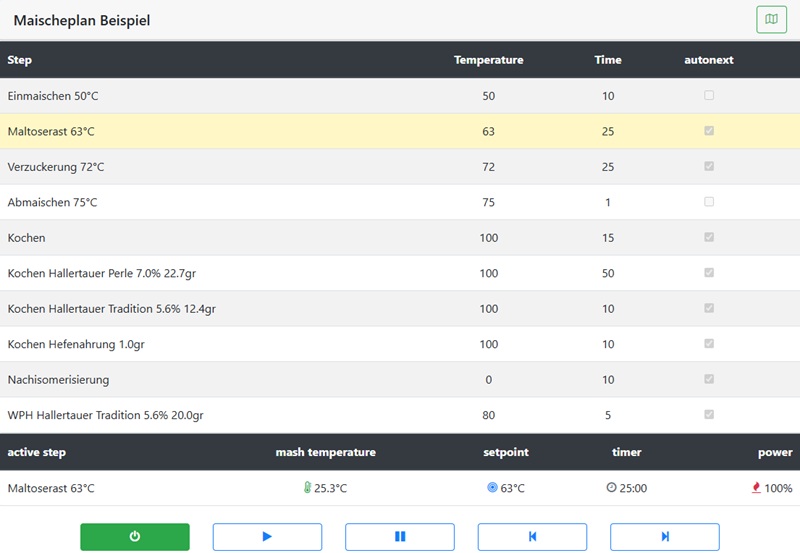 Maischeplan Beispiel
Step Temperature Time autonext
Einmaischen 50°C 50 10
Maltoserast 63°C 63 25
Verzuckerung 72°C 72 25
Abmaischen 75°C 75 1
Kochen 100 15
Kochen Hallertauer Perle 7.0% 22.7gr 100 50
Kochen Hallertauer Tradition 5.6% 12.4gr 100 10
Kochen Hefenahrung 1.0gr 100 10
Nachisomerisierung 0 10
WPH Hallertauer Tradition 5.6% 20.0gr 80 5
active step mash temperature setpoint timer power
Maltoserast 63°C 25.3°C 63°C 25:00 100%